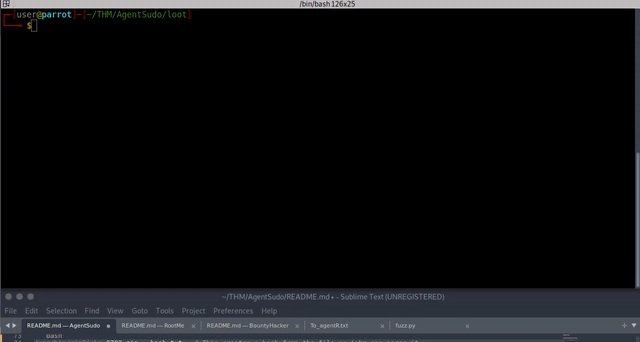 /bin/bash 126x25
[user@parrot]─[~/THM/AgentSudo/loot]
$
~/THM/AgentSudo/README.md • - Sublime Text (UNREGISTERED)
File Edit Selection Find View Goto Tools Project Preferences Help
README.md — AgentSudo README.md — RootMe README.md — BountyHacker To_agentR.txt fuzz.py